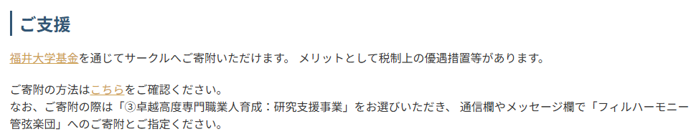 ご支援
福井大学基金を通じてサークルへご寄附いただけます。 メリットとして税制上の優遇措置等があります。
ご寄附の方法はこちらをご確認ください。
なお、ご寄附の際は「③卓越高度専門職業人育成：研究支援事業」をお選びいただき、 通信欄やメッセージ欄で「フィルハーモニー
管弦楽団」へのご寄附とご指定ください。